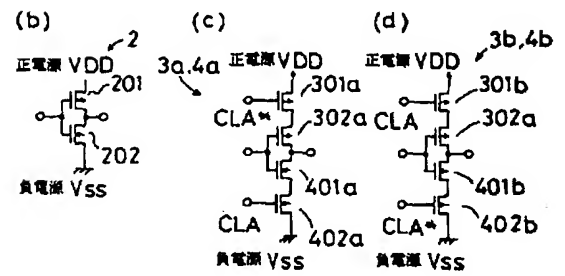 (b)
2
正電源 VDD
201
202
負電源 Vss
(c)
3a,4a
正電源 VDD
301a
CLA*
302a
401a
CLA
402a
負電源 Vss
(d)
3b,4b
正電源 VDD
301b
CLA
302a
401b
CLA*
402b
負電源 Vss